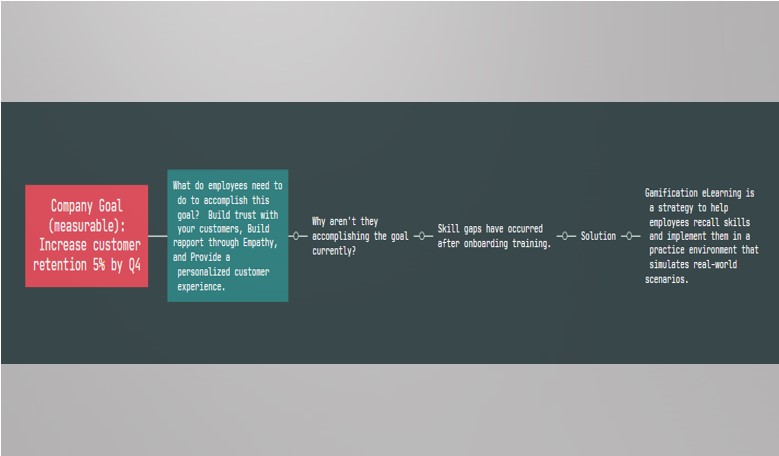 Company Goal
(measurable):
Increase customer
retention 5% by Q4
What do employees need to
do to accomplish this
goal? Build trust with
your customers, Build
rapport through Empathy,
and Provide a
personalized customer
experience.
Why aren't they
accomplishing the goal
currently?
Skill gaps have occurred
after onboarding training.
Solution
Gamification eLearning is
a strategy to help
employees recall skills
and implement them in a
practice environment that
simulates real-world
scenarios.